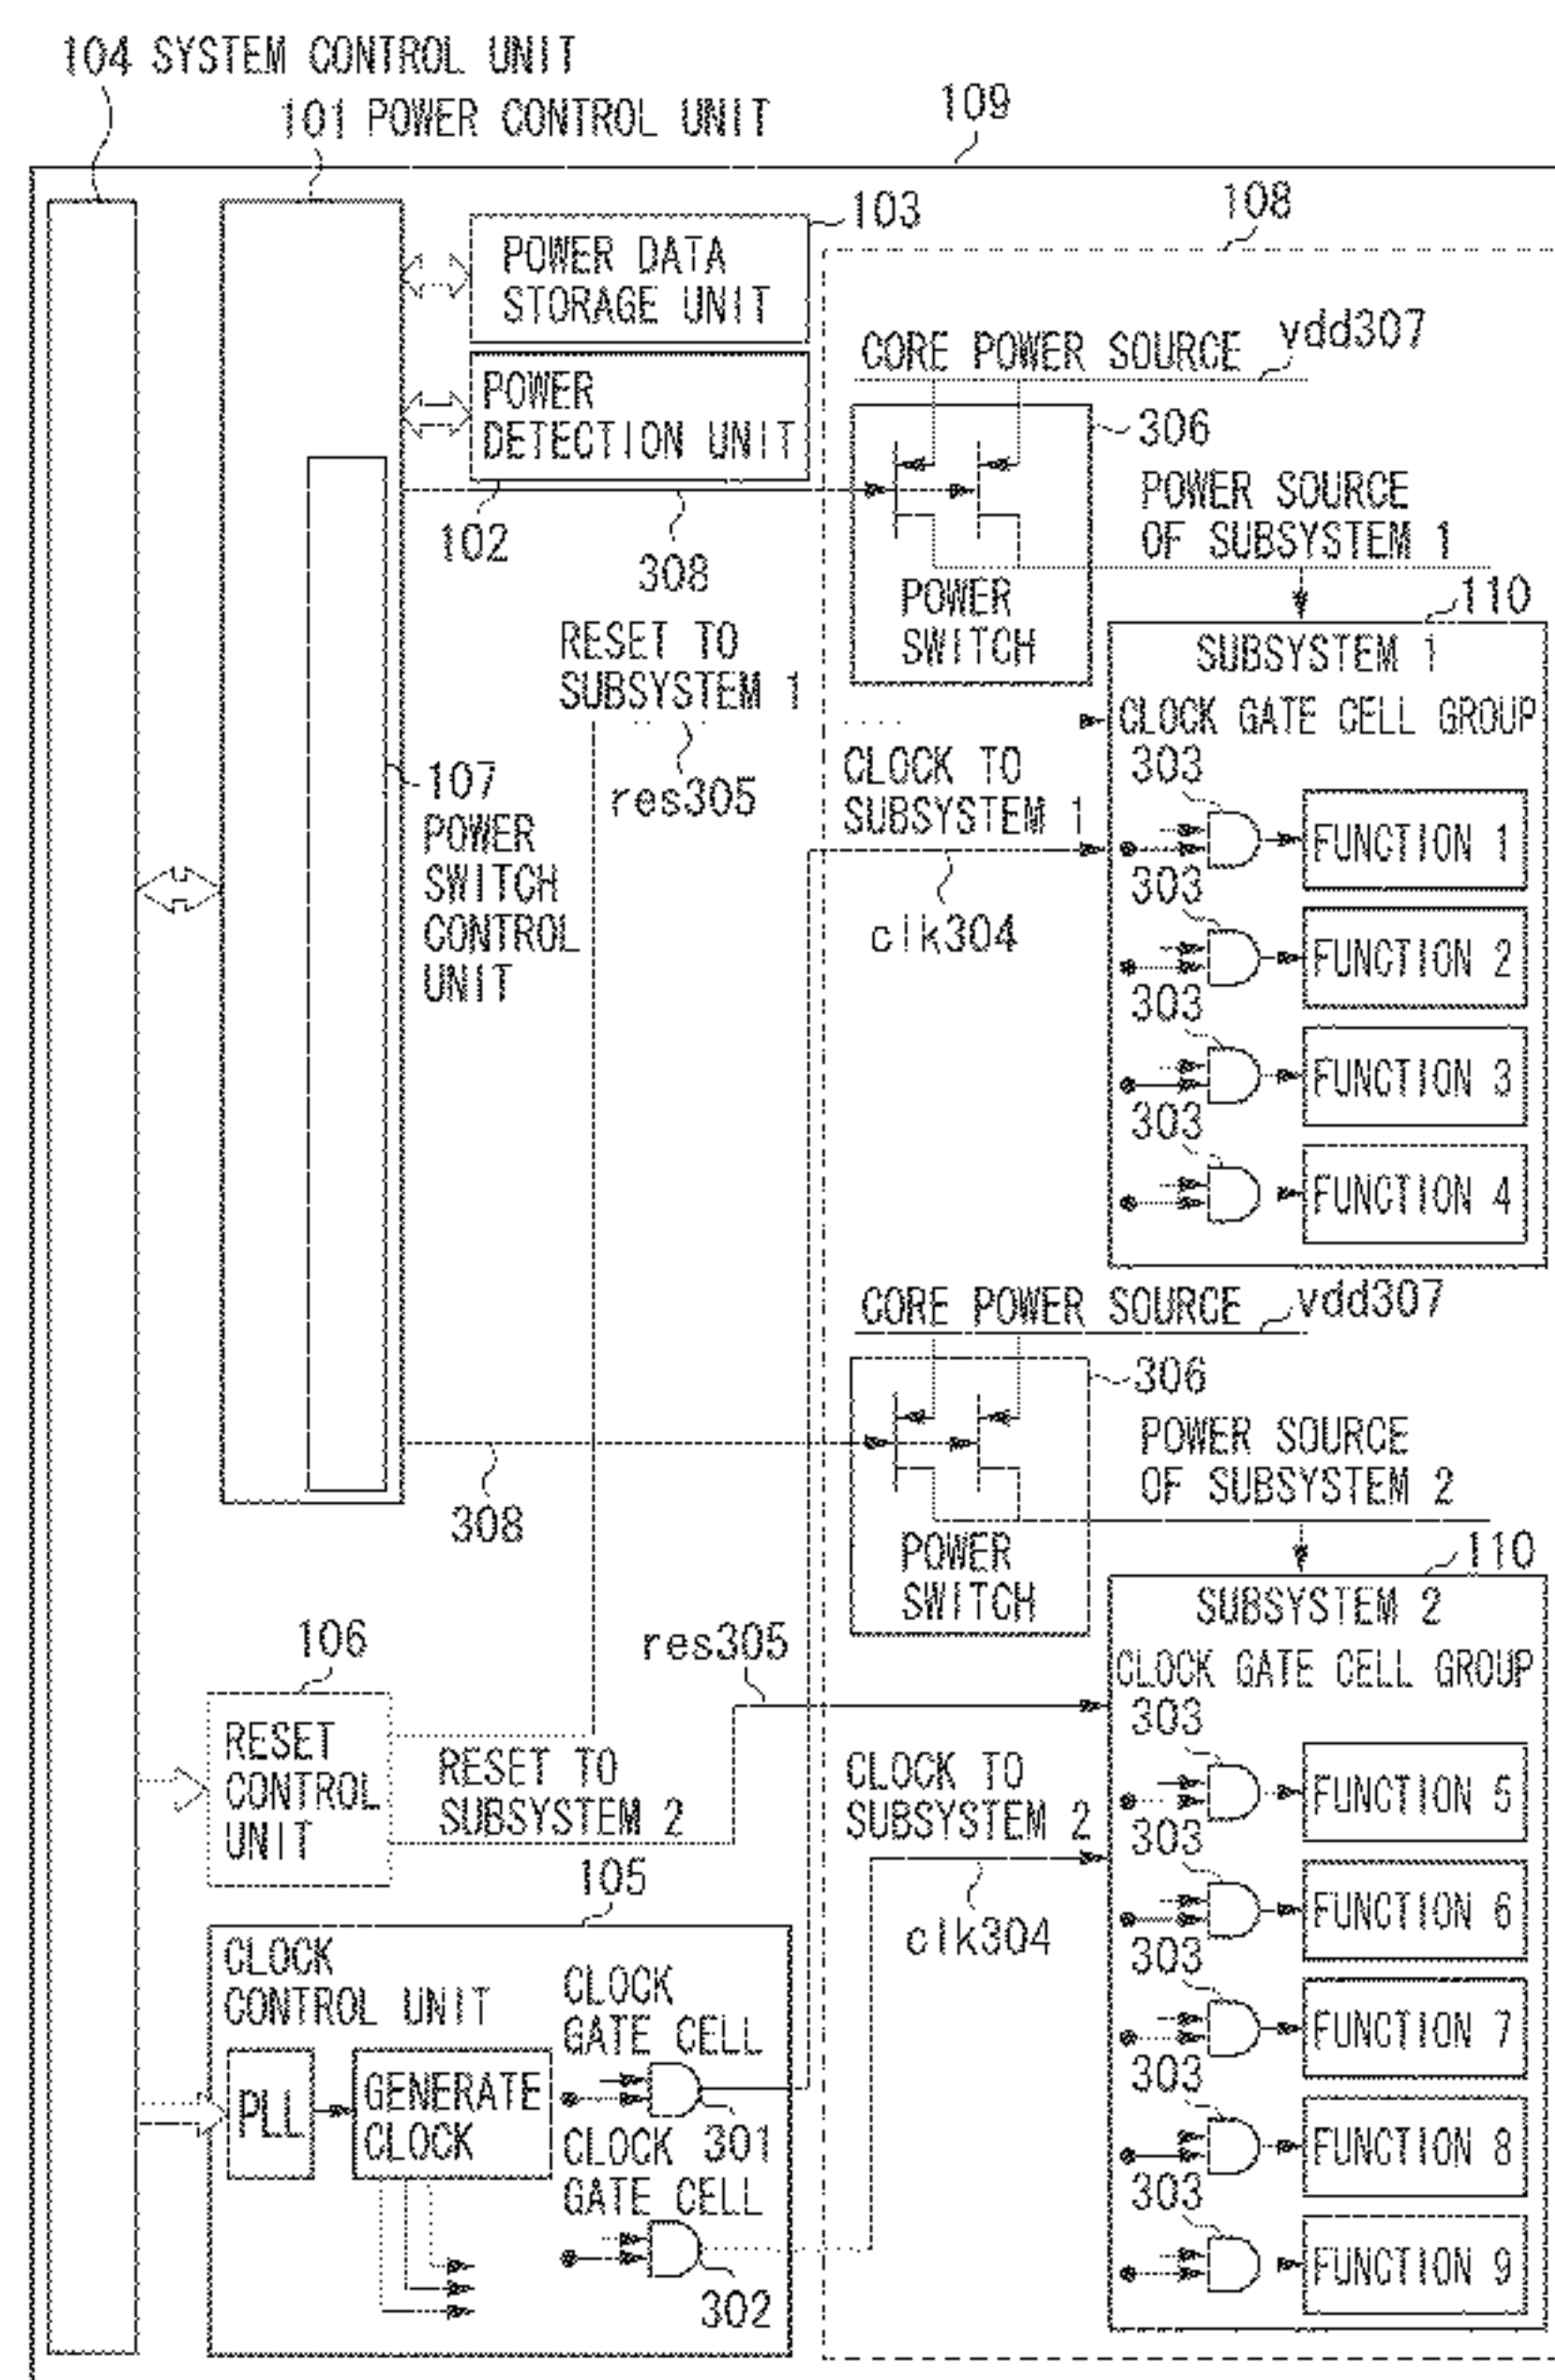 104 SYSTEM CONTROL UNIT
101 POWER CONTROL UNIT
109
103
108
POWER DATA
STORAGE UNIT
POWER
DETECTION UNIT
102
308
CORE POWER SOURCE
vdd307
306
POWER
SWITCH
POWER SOURCE
OF SUBSYSTEM 1
110
RESET TO
SUBSYSTEM 1
res305
107
POWER
SWITCH
CONTROL
UNIT
CLOCK TO
SUBSYSTEM 1
clk304
SUBSYSTEM 1
CLOCK GATE CELL GROUP
303
FUNCTION 1
303
FUNCTION 2
303
FUNCTION 3
303
FUNCTION 4
CORE POWER SOURCE
vdd307
306
POWER
SWITCH
308
POWER SOURCE
OF SUBSYSTEM 2
110
106
RESET
CONTROL
UNIT
res305
RESET TO
SUBSYSTEM 2
CLOCK TO
SUBSYSTEM 2
clk304
SUBSYSTEM 2
CLOCK GATE CELL GROUP
303
FUNCTION 5
303
FUNCTION 6
303
FUNCTION 7
303
FUNCTION 8
303
FUNCTION 9
105
CLOCK
CONTROL UNIT
PLL
GENERATE
CLOCK
CLOCK
GATE CELL
301
CLOCK
GATE CELL
302